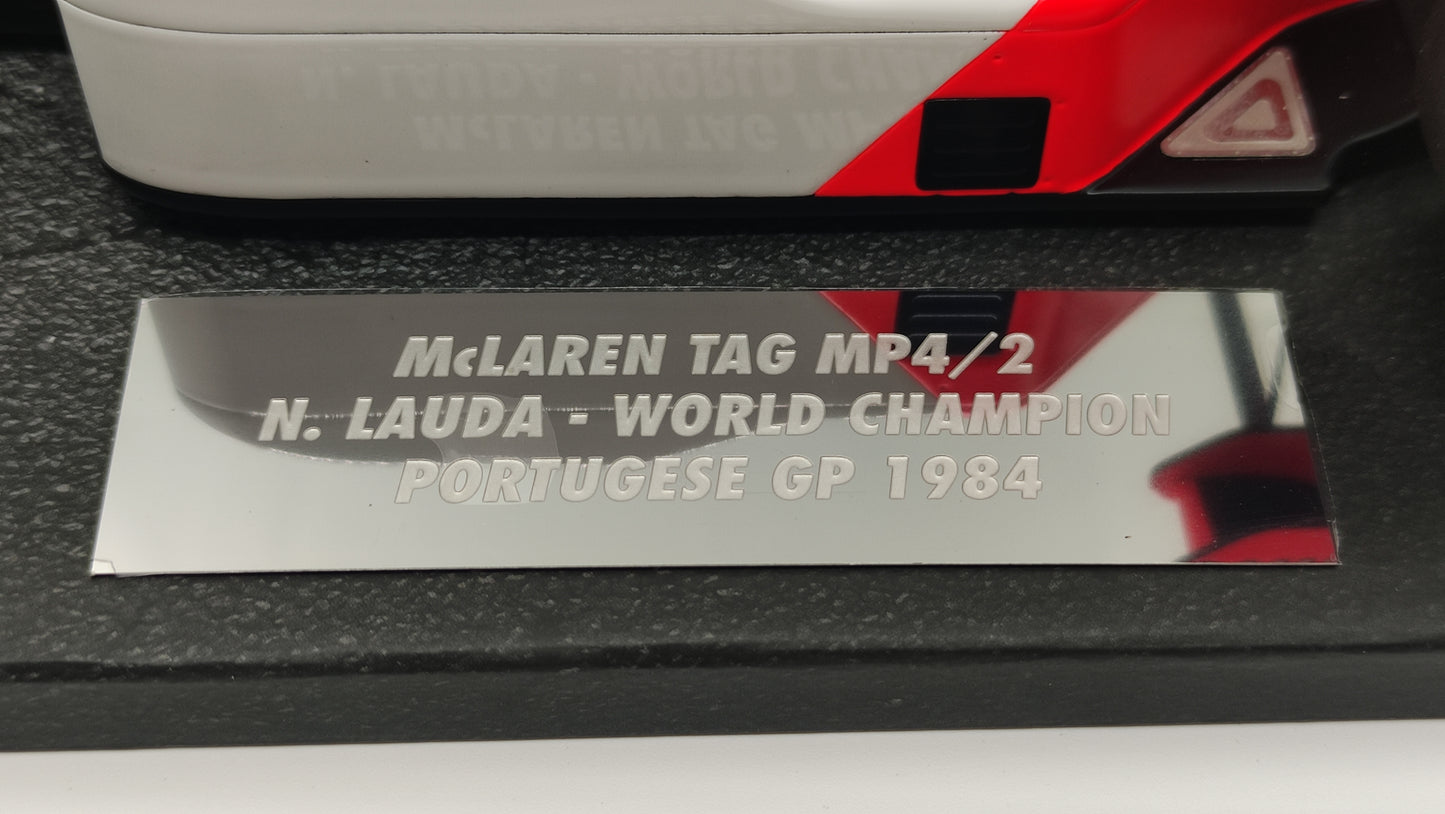 McLAREN TAG MP4/2
N. LAUDA - WORLD CHAMPION
PORTUGESE GP 1984